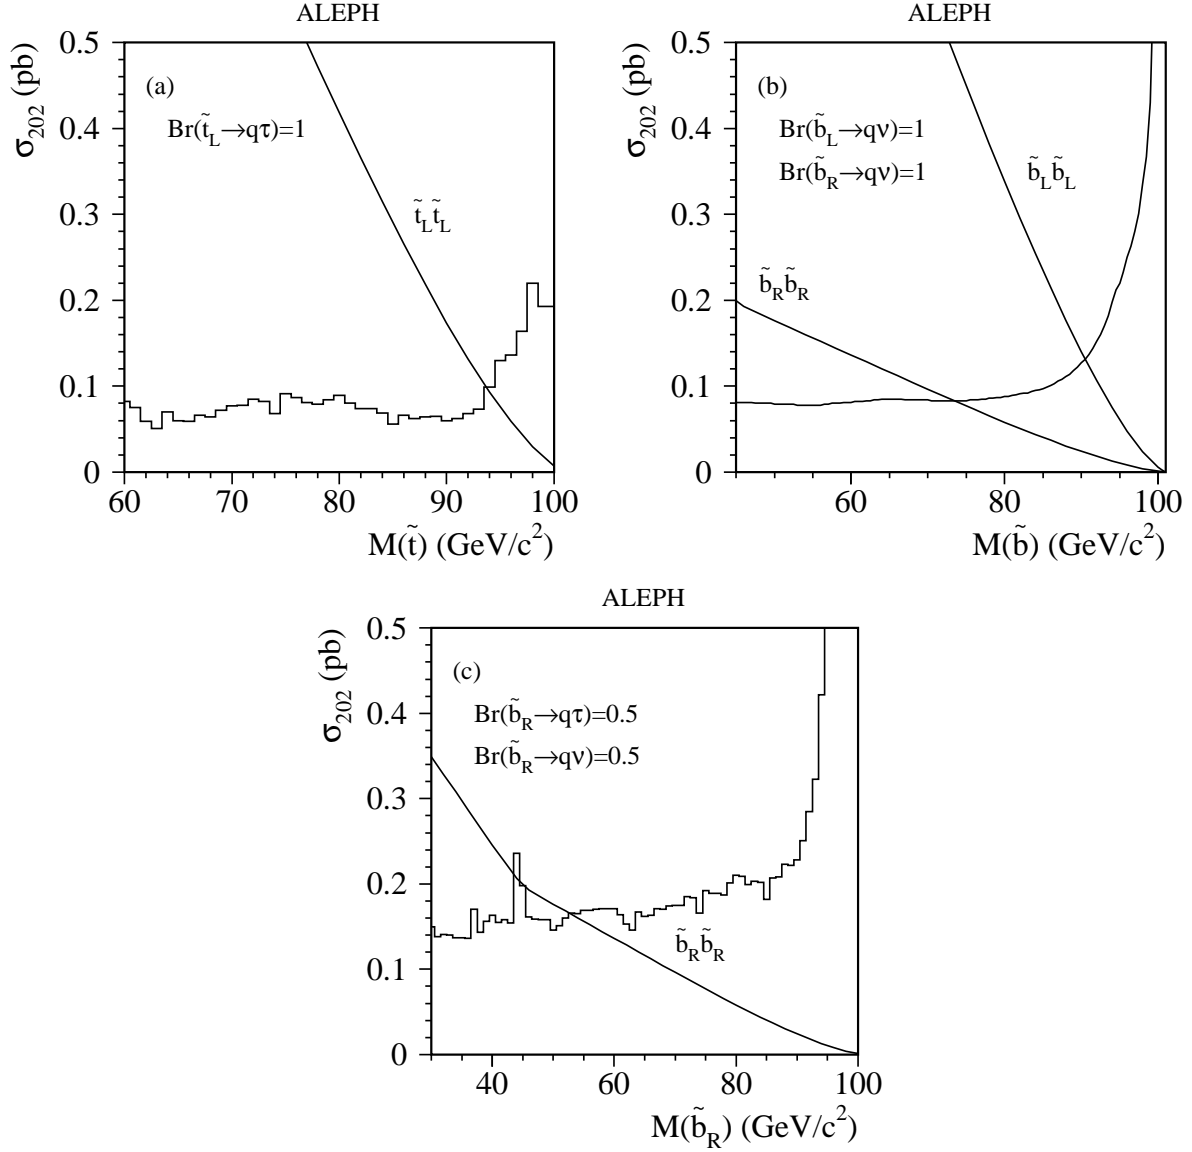 ALEPH
σ202 (pb)
0.5
0.4
0.3
0.2
0.1
0
(a)
Br(t̃L→qτ)=1
t̃Lt̃L
60 70 80 90 100
M(t̃) (GeV/c2)
ALEPH
σ202 (pb)
0.5
0.4
0.3
0.2
0.1
0
(b)
Br(b̃L→qν)=1
Br(b̃R→qν)=1
b̃Lb̃L
b̃Rb̃R
60 80 100
M(b̃) (GeV/c2)
ALEPH
σ202 (pb)
0.5
0.4
0.3
0.2
0.1
0
(c)
Br(b̃R→qτ)=0.5
Br(b̃R→qν)=0.5
b̃Rb̃R
40 60 80 100
M(b̃R) (GeV/c2)